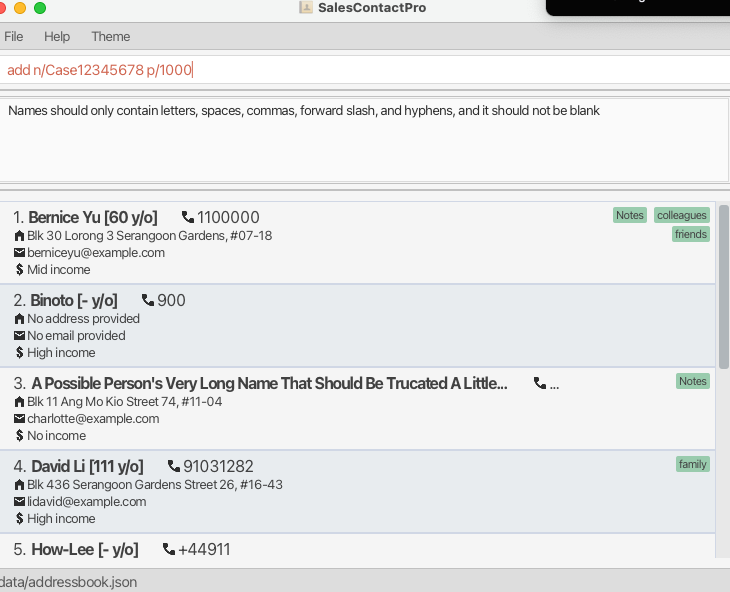 SalesContactPro
File Help Theme
add n/Case12345678 p/1000
Names should only contain letters, spaces, commas, forward slash, and hyphens, and it should not be blank
1. Bernice Yu [60 y/o] 1100000 Notes colleagues
Blk 30 Lorong 3 Serangoon Gardens, #07-18 friends
berniceyu@example.com
$ Mid income
2. Binoto [- y/o] 900
No address provided
No email provided
$ High income
3. A Possible Person's Very Long Name That Should Be Trucated A Little... ... Notes
Blk 11 Ang Mo Kio Street 74, #11-04
charlotte@example.com
$ No income
4. David Li [111 y/o] 91031282 family
Blk 436 Serangoon Gardens Street 26, #16-43
lidavid@example.com
$ High income
5. How-Lee [- y/o] +44911
data/addressbook.json